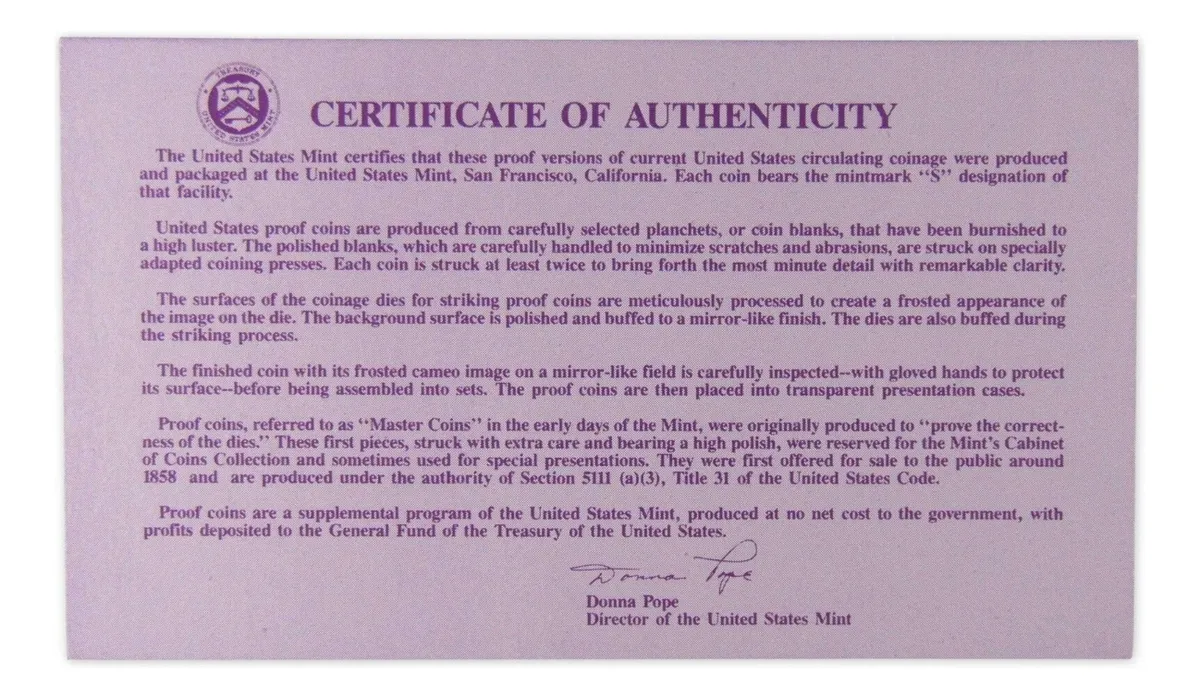 TREASURY
UNITED STATES MINT
CERTIFICATE OF AUTHENTICITY
The United States Mint certifies that these proof versions of current United States circulating coinage were produced
and packaged at the United States Mint, San Francisco, California. Each coin bears the mintmark “S” designation of
that facility.
United States proof coins are produced from carefully selected planchets, or coin blanks, that have been burnished to
a high luster. The polished blanks, which are carefully handled to minimize scratches and abrasions, are struck on specially
adapted coining presses. Each coin is struck at least twice to bring forth the most minute detail with remarkable clarity.
The surfaces of the coinage dies for striking proof coins are meticulously processed to create a frosted appearance of
the image on the die. The background surface is polished and buffed to a mirror-like finish. The dies are also buffed during
the striking process.
The finished coin with its frosted cameo image on a mirror-like field is carefully inspected--with gloved hands to protect
its surface--before being assembled into sets. The proof coins are then placed into transparent presentation cases.
Proof coins, referred to as “Master Coins” in the early days of the Mint, were originally produced to “prove the correct-
ness of the dies.” These first pieces, struck with extra care and bearing a high polish, were reserved for the Mint’s Cabinet
of Coins Collection and sometimes used for special presentations. They were first offered for sale to the public around
1858 and are produced under the authority of Section 5111 (a)(3), Title 31 of the United States Code.
Proof coins are a supplemental program of the United States Mint, produced at no net cost to the government, with
profits deposited to the General Fund of the Treasury of the United States.
Donna Pope
Donna Pope
Director of the United States Mint